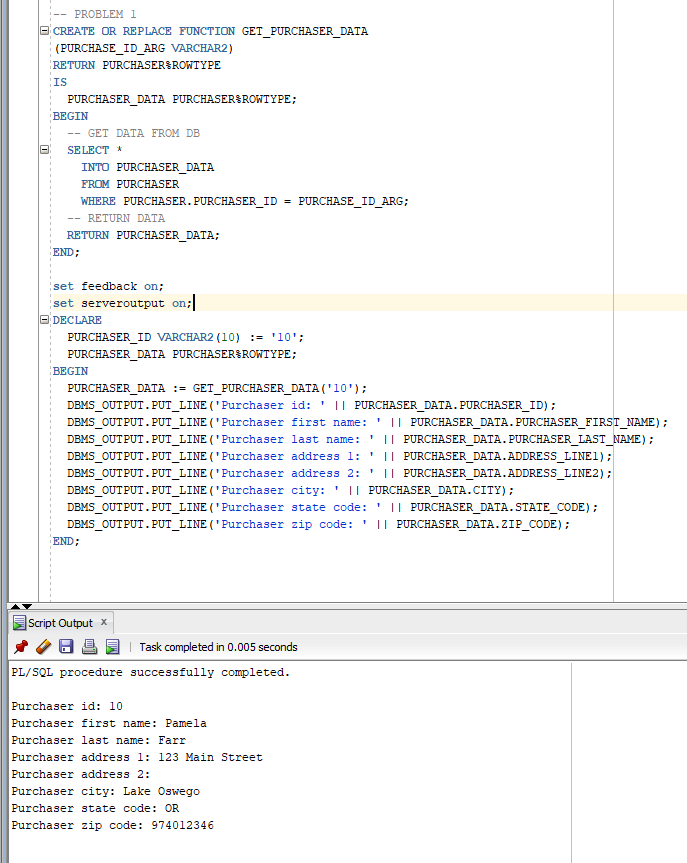 -- PROBLEM 1
CREATE OR REPLACE FUNCTION GET_PURCHASER_DATA
(PURCHASE_ID_ARG VARCHAR2)
RETURN PURCHASER%ROWTYPE
IS
  PURCHASER_DATA PURCHASER%ROWTYPE;
BEGIN
  -- GET DATA FROM DB
  SELECT *
    INTO PURCHASER_DATA
    FROM PURCHASER
    WHERE PURCHASER.PURCHASER_ID = PURCHASE_ID_ARG;
  -- RETURN DATA
  RETURN PURCHASER_DATA;
END;

set feedback on;
set serveroutput on;
DECLARE
  PURCHASER_ID VARCHAR2(10) := '10';
  PURCHASER_DATA PURCHASER%ROWTYPE;
BEGIN
  PURCHASER_DATA := GET_PURCHASER_DATA('10');
  DBMS_OUTPUT.PUT_LINE('Purchaser id: ' || PURCHASER_DATA.PURCHASER_ID);
  DBMS_OUTPUT.PUT_LINE('Purchaser first name: ' || PURCHASER_DATA.PURCHASER_FIRST_NAME);
  DBMS_OUTPUT.PUT_LINE('Purchaser last name: ' || PURCHASER_DATA.PURCHASER_LAST_NAME);
  DBMS_OUTPUT.PUT_LINE('Purchaser address 1: ' || PURCHASER_DATA.ADDRESS_LINE1);
  DBMS_OUTPUT.PUT_LINE('Purchaser address 2: ' || PURCHASER_DATA.ADDRESS_LINE2);
  DBMS_OUTPUT.PUT_LINE('Purchaser city: ' || PURCHASER_DATA.CITY);
  DBMS_OUTPUT.PUT_LINE('Purchaser state code: ' || PURCHASER_DATA.STATE_CODE);
  DBMS_OUTPUT.PUT_LINE('Purchaser zip code: ' || PURCHASER_DATA.ZIP_CODE);
END;
Script Output x
Task completed in 0.005 seconds
PL/SQL procedure successfully completed.

Purchaser id: 10
Purchaser first name: Pamela
Purchaser last name: Farr
Purchaser address 1: 123 Main Street
Purchaser address 2:
Purchaser city: Lake Oswego
Purchaser state code: OR
Purchaser zip code: 974012346